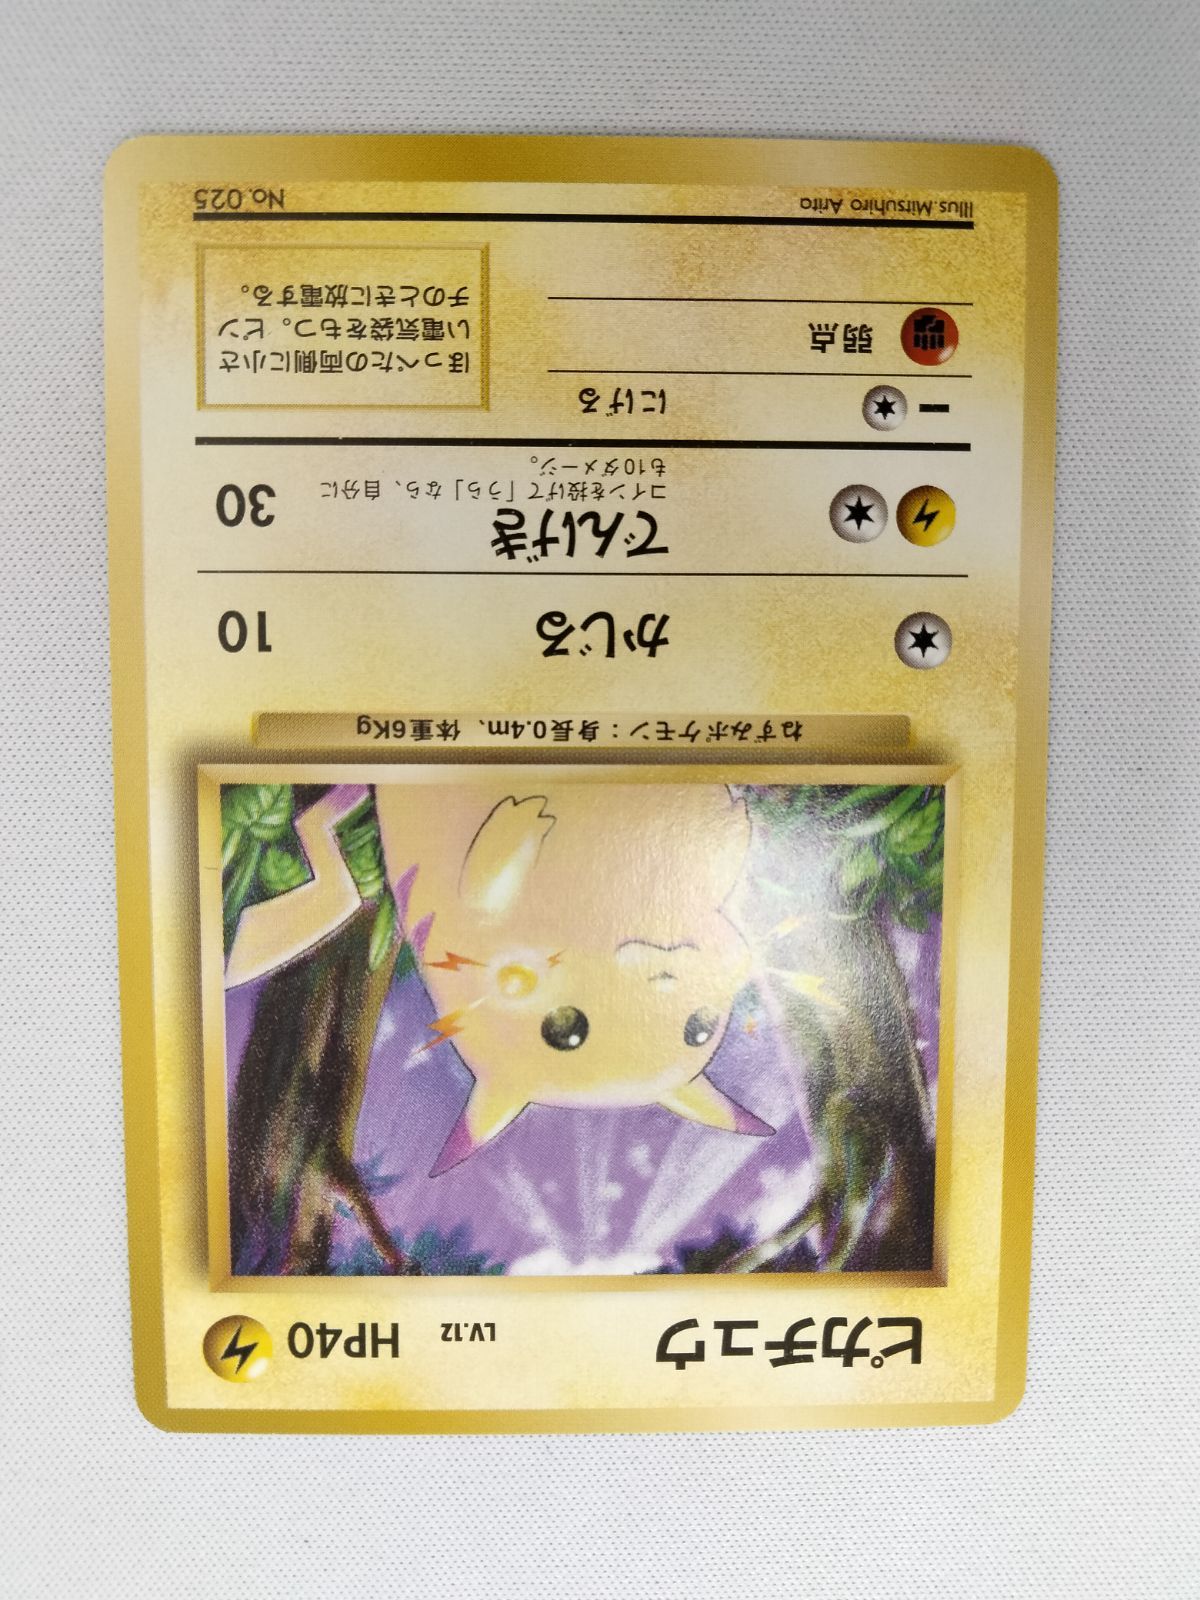 ピカチュウ LV.12 HP40
ねずみポケモン：身長0.4m、体重6Kg
かじる 10
でんげき 30
コインを投げて「うら」なら、自分に
も10ダメージ。
にげる
弱点
ほっぺたの両側に小さ
い電気袋をもつ。ピン
チのときに放電する。
Illus.Mitsuhiro Arita No.025